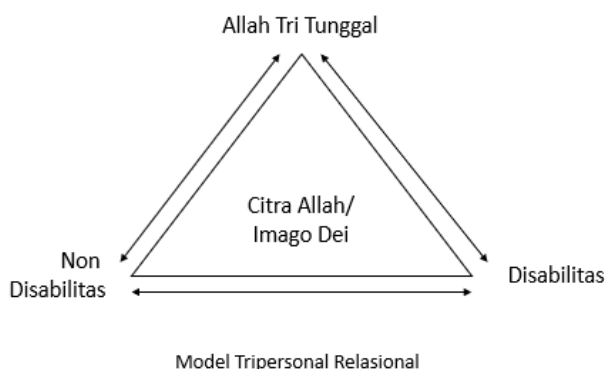 Allah Tri Tunggal
Citra Allah/
Imago Dei
Non
Disabilitas
Disabilitas
Model Tripersonal Relasional